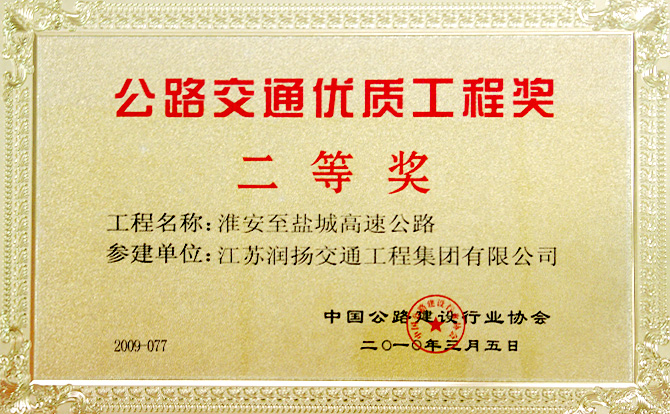 公路交通优质工程奖
二等奖
工程名称：淮安至盐城高速公路
参建单位：江苏润扬交通工程集团有限公司
中国公路建设行业协会
2009-077
二〇一〇年三月五日